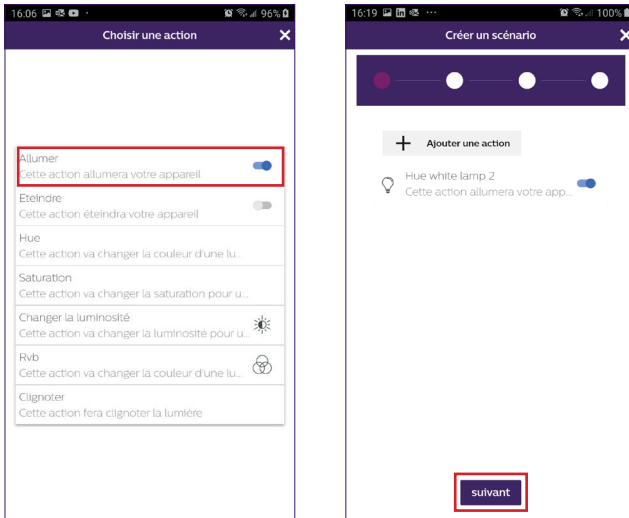 16:06 96%
Choisir une action
Allumer
Cette action allumera votre appareil
Eteindre
Cette action éteindra votre appareil
Hue
Cette action va changer la couleur d'une lu...
Saturation
Cette action va changer la saturation pour u...
Changer la luminosité
Cette action va changer la luminosité pour u...
Rvb
Cette action va changer la couleur d'une lu...
Clignoter
Cette action fera clignoter la lumière
16:19 100%
Créer un scénario
Ajouter une action
Hue white lamp 2
Cette action allumera votre app...
suivant